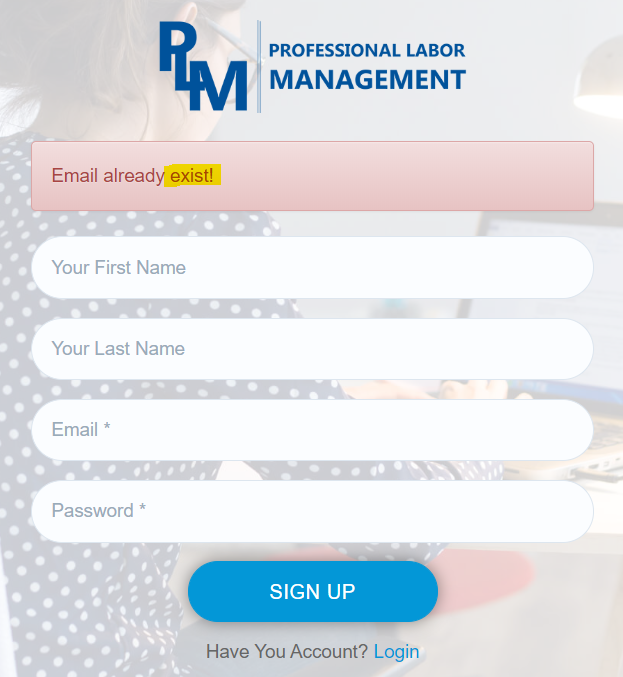 PLM
PROFESSIONAL LABOR
MANAGEMENT
Email already exist!
Your First Name
Your Last Name
Email *
Password *
SIGN UP
Have You Account? Login